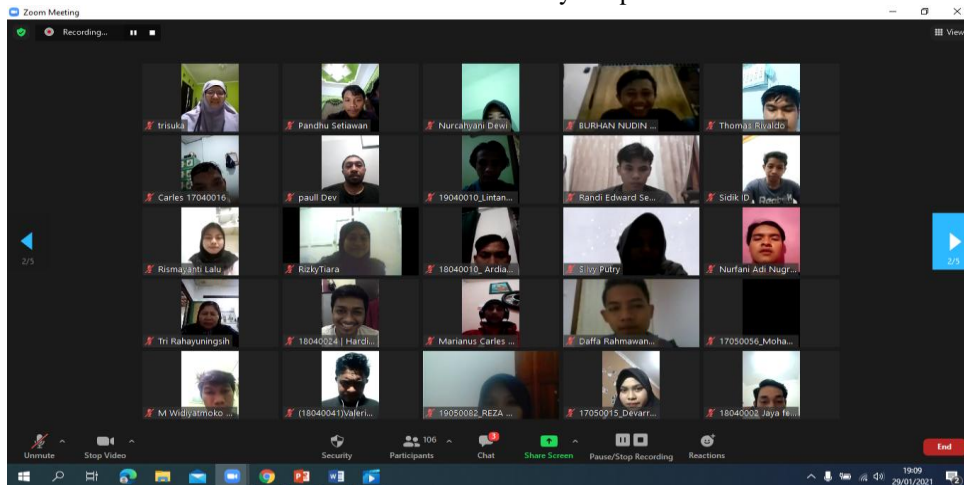 Zoom Meeting
Recording...
View
trisuka
Pandhu Setiawan
Nurcahyani Dewi
BURHAN NUDIN ...
Thomas Rivaldo
Carles 17040016
paull Dev
19040010_Lintan...
Randi Edward Se...
Sidik ID
Rismayanti Lalu
RizkyTiara
18040010_ Ardia...
Silvy Putry
Nurfani Adi Nugr...
2/5
2/5
Tri Rahayuningsih
18040024 | Hardi...
Marianus Carles ...
Daffa Rahmawan...
17050056_Moha...
M Widiyatmoko ...
(18040041)Valeri...
19050082_REZA ...
17050015_Devarr...
18040002 Jaya fe...
Unmute
Stop Video
Security
106
Participants
3
Chat
Share Screen
Pause/Stop Recording
Reactions
End
19:09
29/01/2021